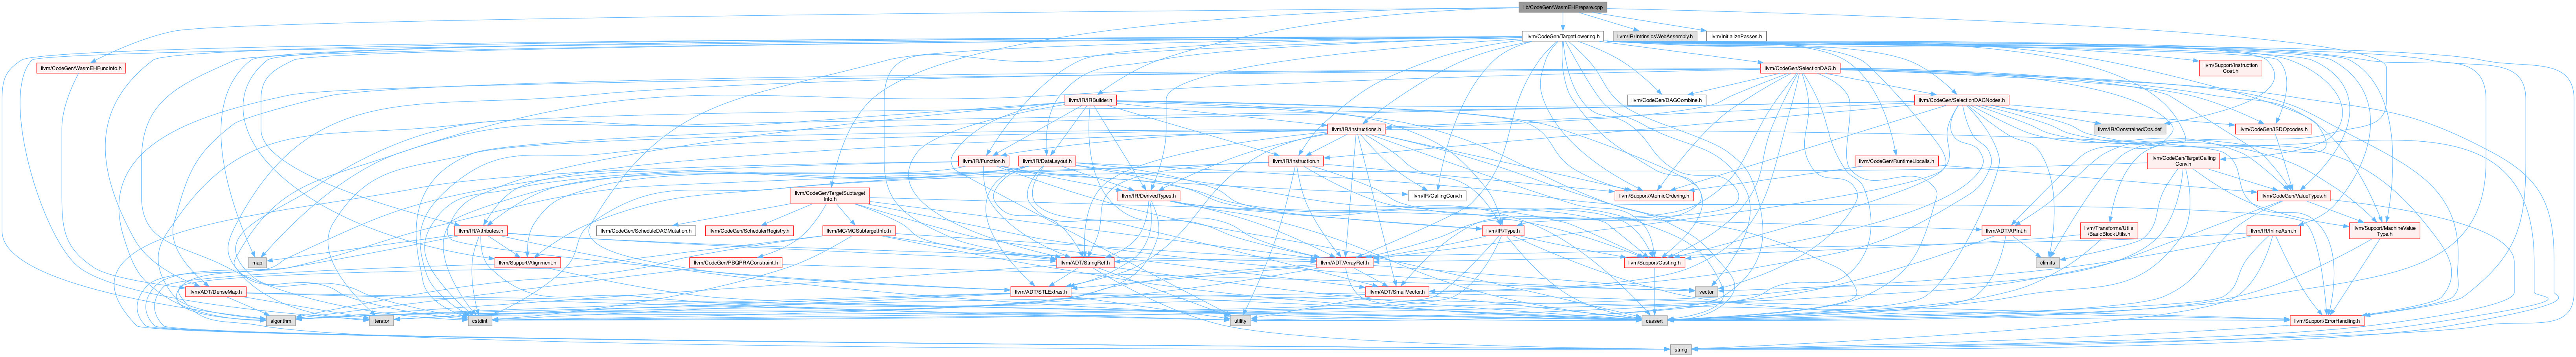 lib/CodeGen/WasmEHPrepare.cpp
llvm/CodeGen/TargetLowering.h
llvm/IR/IntrinsicsWebAssembly.h
llvm/InitializePasses.h
llvm/CodeGen/WasmEHFuncInfo.h
llvm/CodeGen/SelectionDAG.h
llvm/Support/Instruction
Cost.h
llvm/IR/IRBuilder.h
llvm/CodeGen/DAGCombine.h
llvm/CodeGen/SelectionDAGNodes.h
llvm/IR/Instructions.h
llvm/IR/ConstrainedOps.def
llvm/CodeGen/ISDOpcodes.h
llvm/IR/Function.h
llvm/IR/DataLayout.h
llvm/IR/Instruction.h
llvm/CodeGen/RuntimeLibcalls.h
llvm/CodeGen/TargetCalling
Conv.h
llvm/CodeGen/TargetSubtarget
Info.h
llvm/IR/DerivedTypes.h
llvm/IR/CallingConv.h
llvm/Support/AtomicOrdering.h
llvm/CodeGen/ValueTypes.h
llvm/IR/Attributes.h
llvm/CodeGen/ScheduleDAGMutation.h
llvm/CodeGen/SchedulerRegistry.h
llvm/MC/MCSubtargetInfo.h
llvm/IR/Type.h
llvm/ADT/APInt.h
llvm/Transforms/Utils
/BasicBlockUtils.h
llvm/IR/InlineAsm.h
llvm/Support/MachineValue
Type.h
map
llvm/Support/Alignment.h
llvm/CodeGen/PBQPRAConstraint.h
llvm/ADT/StringRef.h
llvm/ADT/ArrayRef.h
llvm/Support/Casting.h
climits
llvm/ADT/DenseMap.h
llvm/ADT/STLExtras.h
llvm/ADT/SmallVector.h
vector
algorithm
iterator
cstdint
utility
cassert
llvm/Support/ErrorHandling.h
string